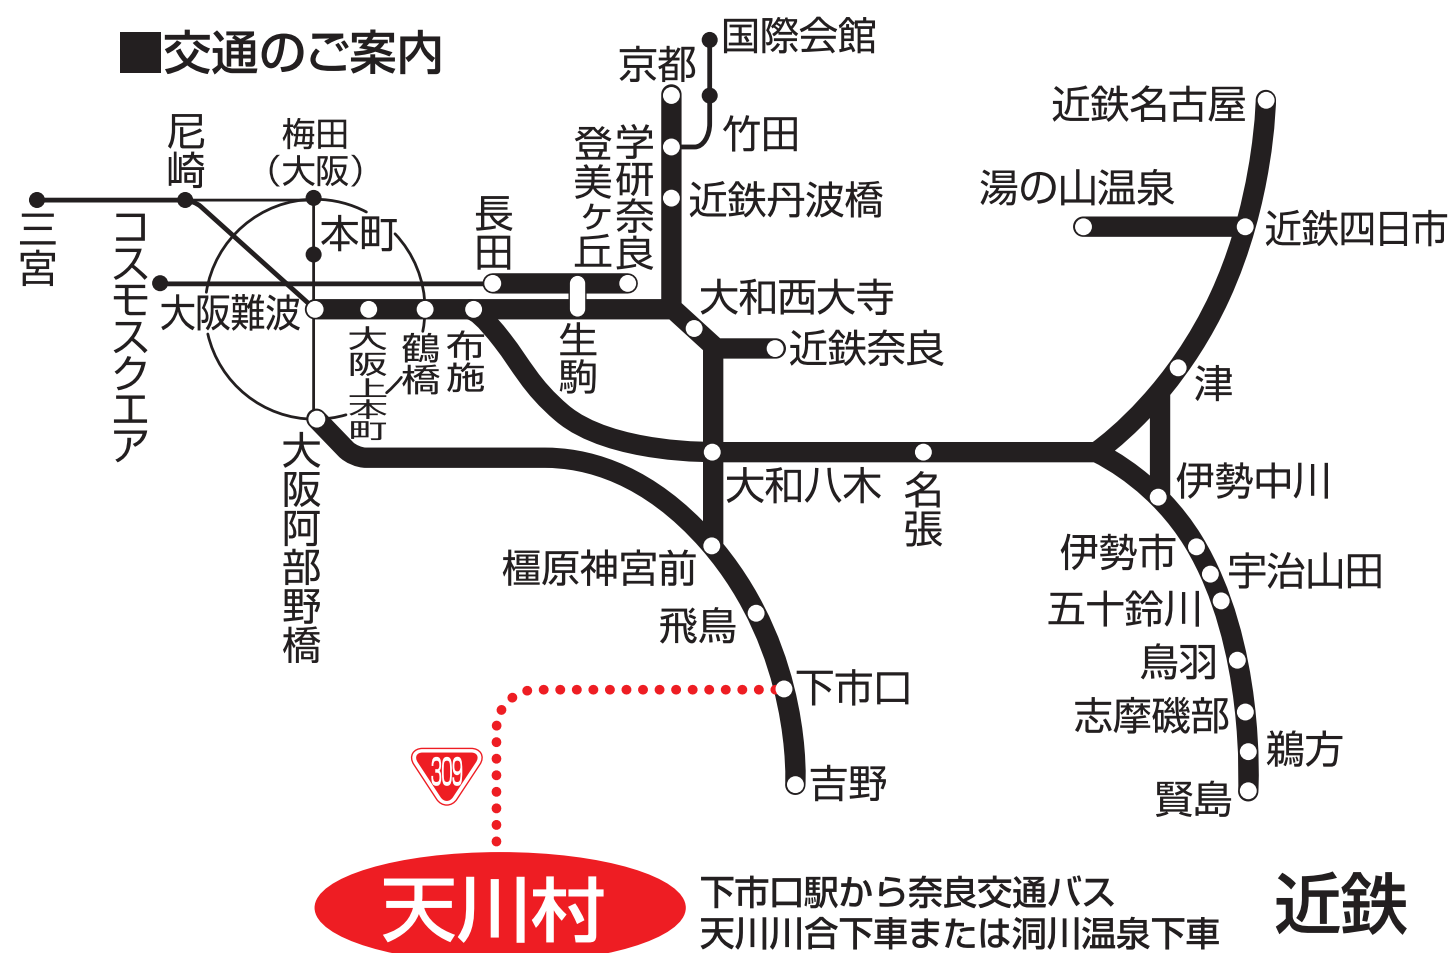 ■交通のご案内
国際会館
京都
竹田
近鉄名古屋
尼崎
梅田
(大阪)
登美ヶ丘
学研奈良
近鉄丹波橋
湯の山温泉
近鉄四日市
三宮
コスモスクエア
本町
長田
大阪難波
大和西大寺
近鉄奈良
大阪上本町
鶴橋
布施
生駒
津
大阪阿部野橋
大和八木
名張
伊勢中川
橿原神宮前
伊勢市
宇治山田
飛鳥
五十鈴川
鳥羽
下市口
志摩磯部
鵜方
309
吉野
賢島
天川村
下市口駅から奈良交通バス
天川川合下車または洞川温泉下車
近鉄